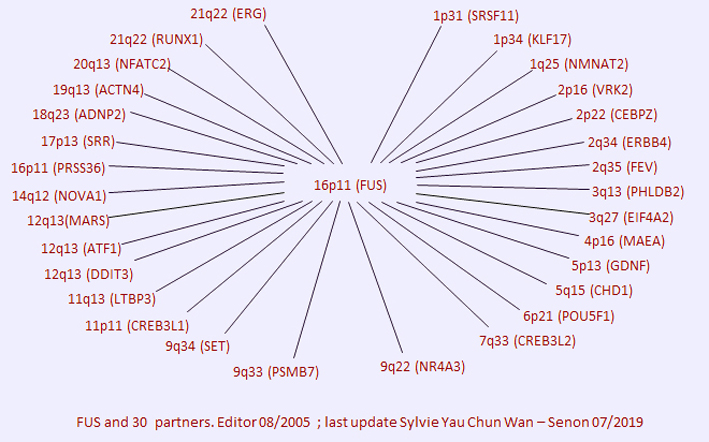 21q22 (ERG)
1p31 (SRSF11)
21q22 (RUNX1)
1p34 (KLF17)
20q13 (NFATC2)
1q25 (NMNAT2)
19q13 (ACTN4)
2p16 (VRK2)
18q23 (ADNP2)
2p22 (CEBPZ)
17p13 (SRR)
2q34 (ERBB4)
16p11 (PRSS36)
2q35 (FEV)
16p11 (FUS)
14q12 (NOVA1)
3q13 (PHLDB2)
12q13(MARS)
3q27 (EIF4A2)
12q13 (ATF1)
4p16 (MAEA)
12q13 (DDIT3)
5p13 (GDNF)
11q13 (LTBP3)
5q15 (CHD1)
11p11 (CREB3L1)
6p21 (POU5F1)
9q34 (SET)
7q33 (CREB3L2)
9q33 (PSMB7)
9q22 (NR4A3)
FUS and 30 partners. Editor 08/2005 ; last update Sylvie Yau Chun Wan – Senon 07/2019